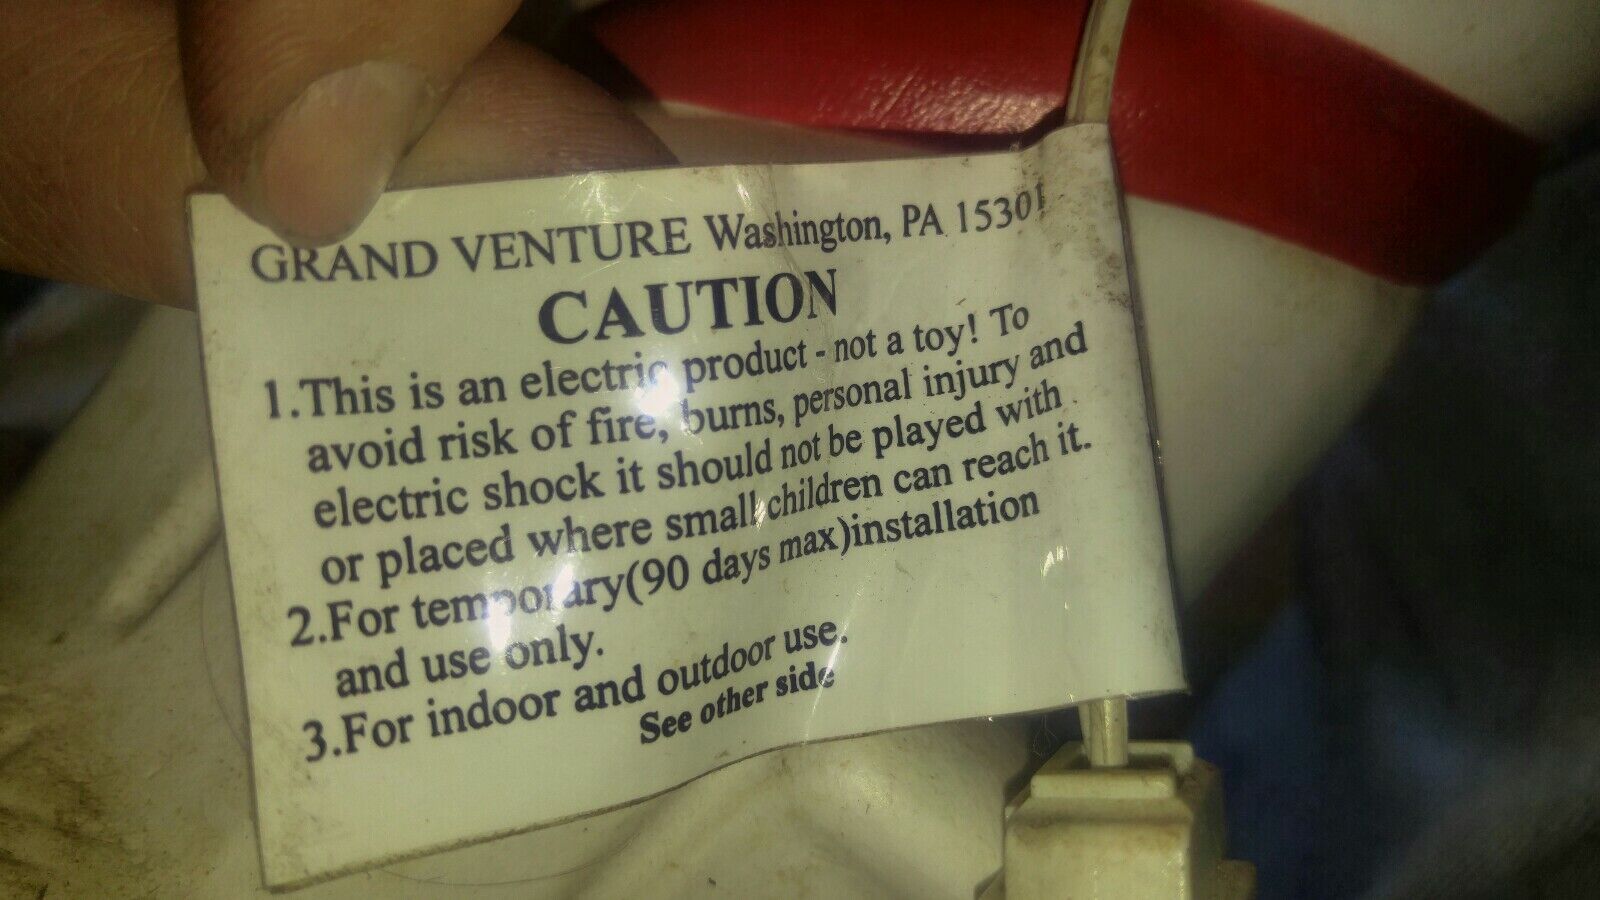 GRAND VENTURE Washington, PA 15301
CAUTION
1.This is an electric product - not a toy! To
avoid risk of fire, burns, personal injury and
electric shock it should not be played with
or placed where small children can reach it.
2.For temporary(90 days max)installation
and use only.
3.For indoor and outdoor use.
See other side